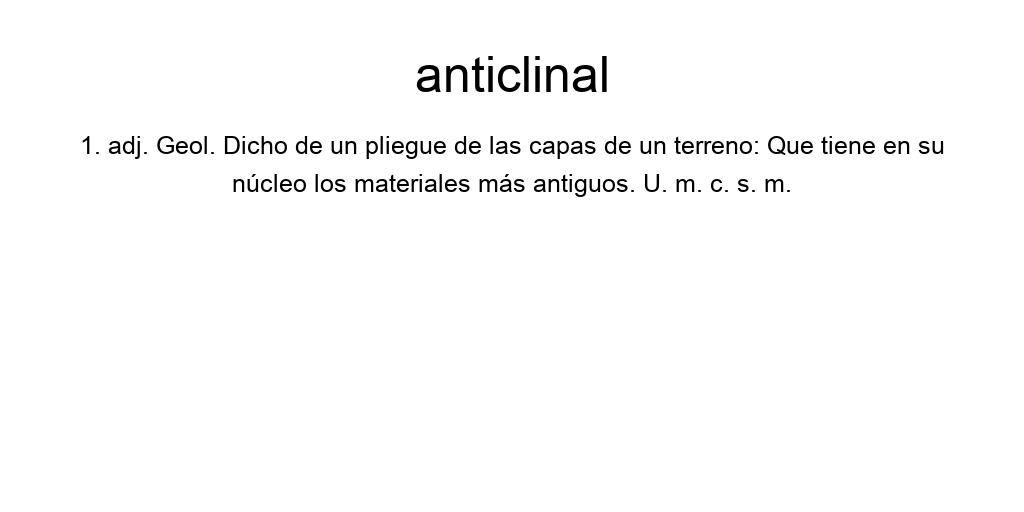 anticlinal
1. adj. Geol. Dicho de un pliegue de las capas de un terreno: Que tiene en su
núcleo los materiales más antiguos. U. m. c. s. m.